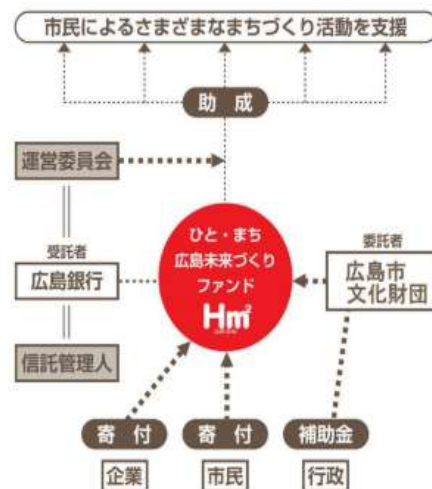 市民によるさまざまなまちづくり活動を支援
助 成
運営委員会
受託者
広島銀行
信託管理人
ひと・まち
広島未来づくり
ファンド
Hm²
委託者
広島市
文化財団
寄 付
寄 付
補助金
企業
市民
行政